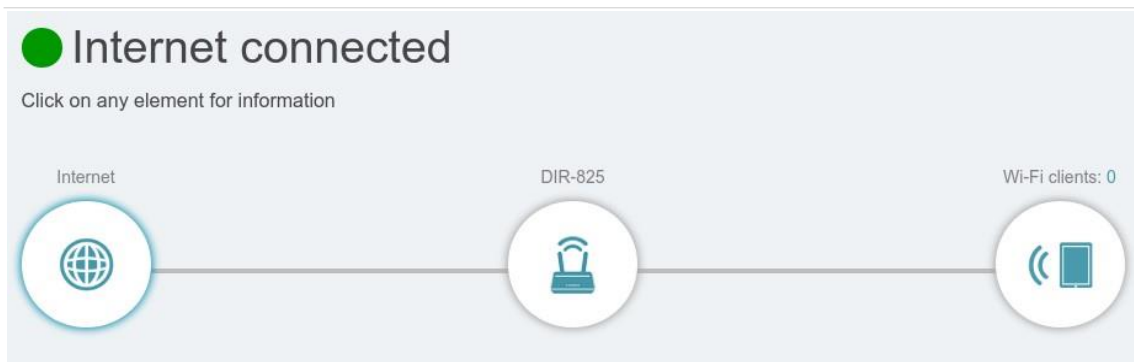 Internet connected
Click on any element for information
Internet
DIR-825
Wi-Fi clients: 0